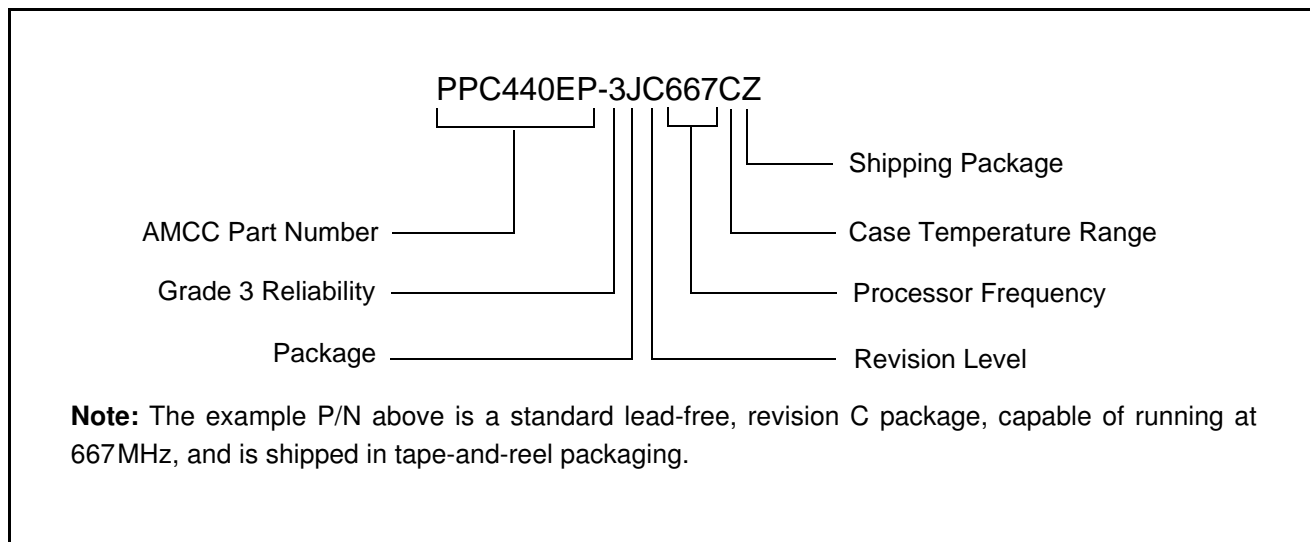 PPC440EP-3JC667CZ
Shipping Package
AMCC Part Number
Case Temperature Range
Grade 3 Reliability
Processor Frequency
Package
Revision Level
Note: The example P/N above is a standard lead-free, revision C package, capable of running at
667MHz, and is shipped in tape-and-reel packaging.